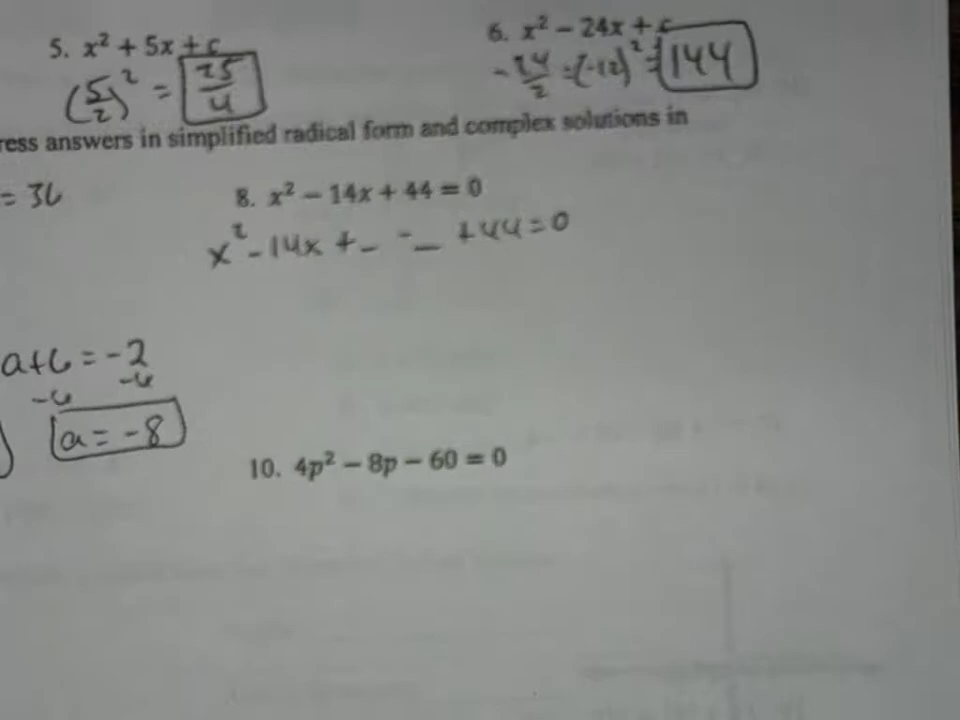 5. x² + 5x + c
(5/2)² = 25/4
6. x² − 24x + c
-24/2 = (-12)² = 144
ress answers in simplified radical form and complex solutions in
= 36
8. x² − 14x + 44 = 0
x² - 14x + _ - _ + 44 = 0
a+6 = -2
-6 -6
a = -8
10. 4p² − 8p − 60 = 0